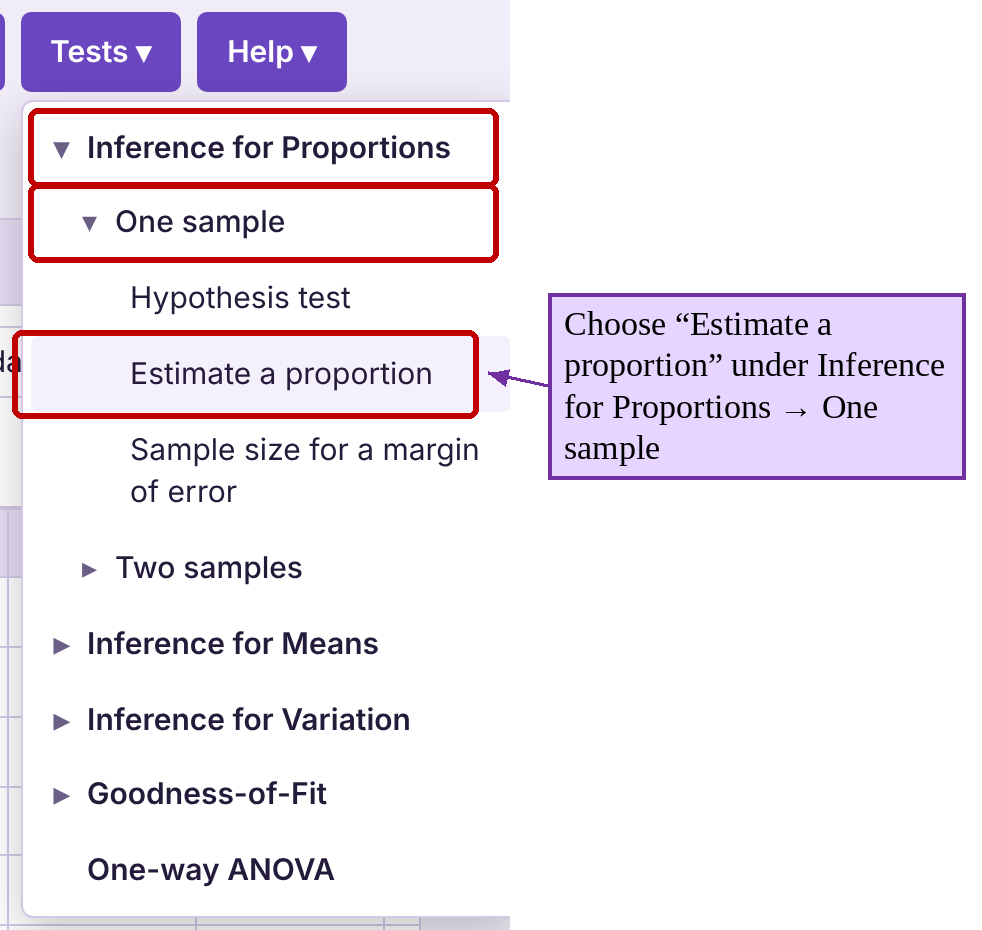 Tests ▾ Help ▾
▼ Inference for Proportions
▼ One sample
Hypothesis test
Estimate a proportion
Sample size for a margin
of error
► Two samples
► Inference for Means
► Inference for Variation
► Goodness-of-Fit
One-way ANOVA
Choose “Estimate a
proportion” under Inference
for Proportions → One
sample